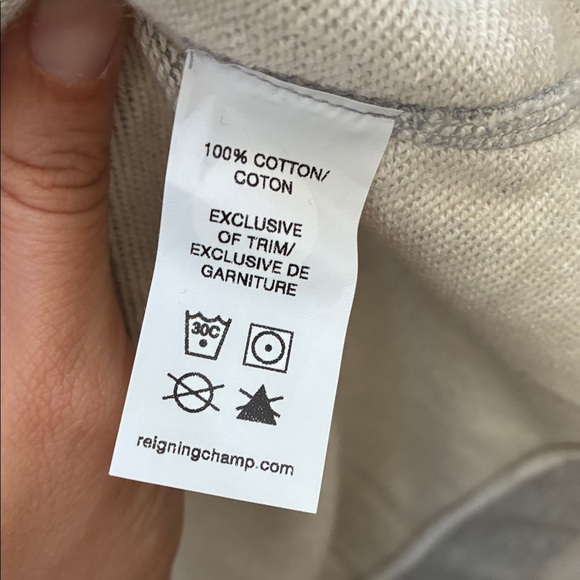 100% COTTON/
COTON
EXCLUSIVE
OF TRIM/
EXCLUSIVE DE
GARNITURE
30C
reigningchamp.com